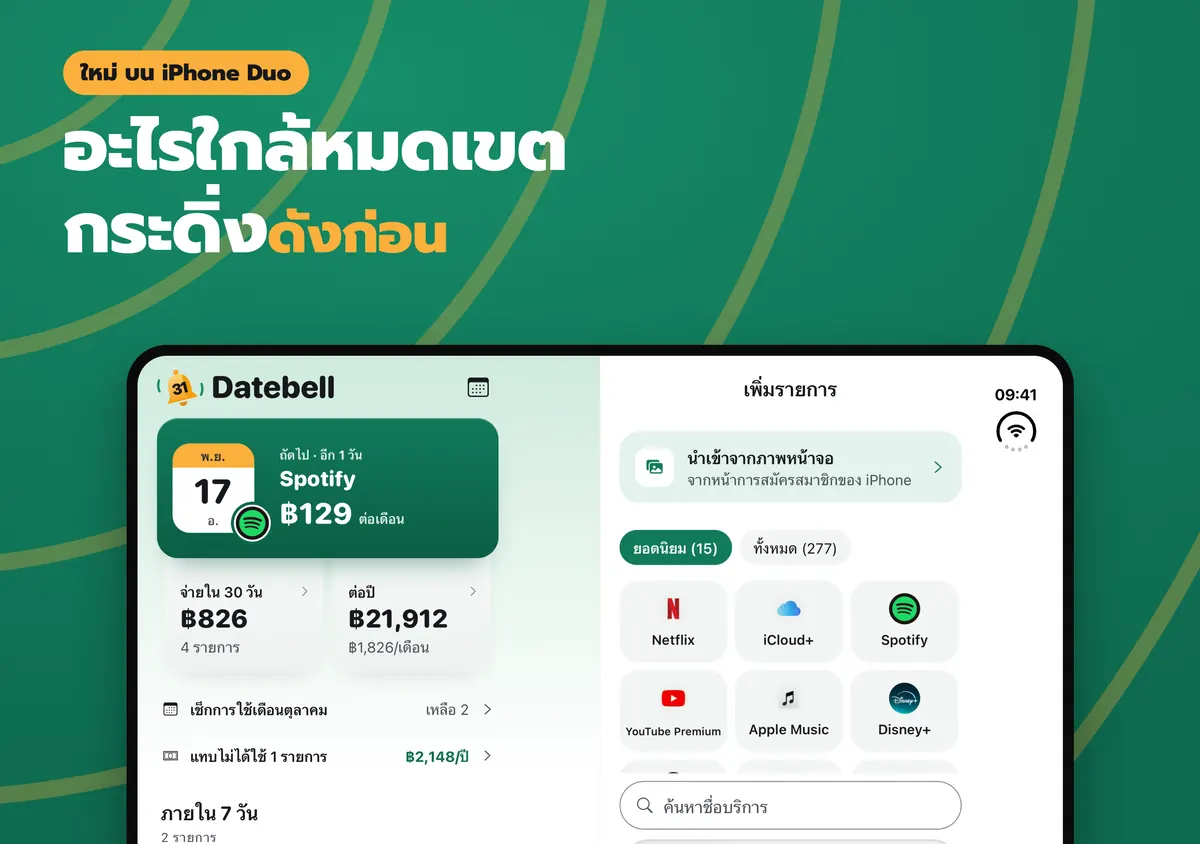 ใหม่ บน iPhone Duo
อะไรใกล้หมดเขต
กระดิ่งดังก่อน
31 Datebell
พ.ย.
17
อ.
ถัดไป · อีก 1 วัน
Spotify
฿129 ต่อเดือน
จ่ายใน 30 วัน
฿826
4 รายการ
ต่อปี
฿21,912
฿1,826/เดือน
เช็กการใช้เดือนตุลาคม เหลือ 2
แทบไม่ได้ใช้ 1 รายการ ฿2,148/ปี
ภายใน 7 วัน
2 รายการ
เพิ่มรายการ
09:41
นำเข้าจากภาพหน้าจอ
จากหน้าการสมัครสมาชิกของ iPhone
ยอดนิยม (15) ทั้งหมด (277)
Netflix iCloud+ Spotify
Disney+
YouTube Premium Apple Music Disney+
ค้นหาชื่อบริการ